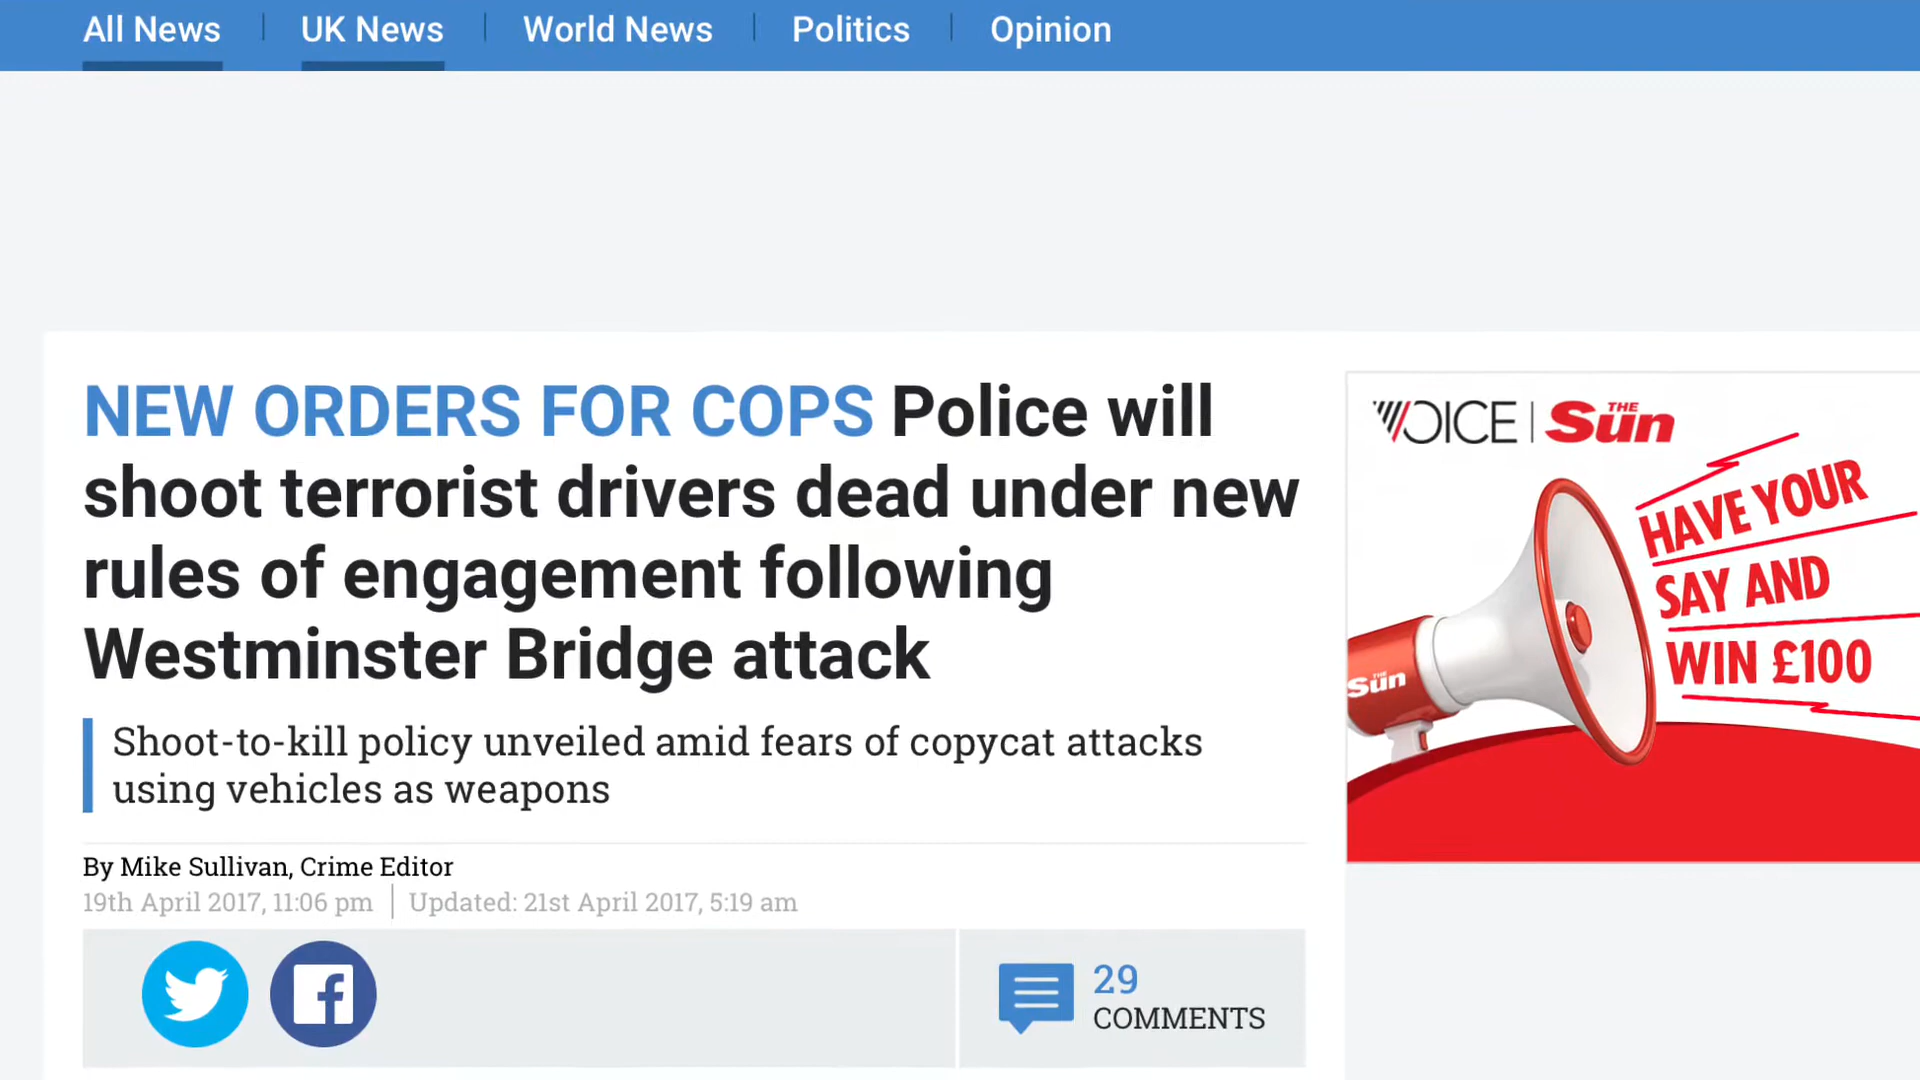 All News UK News World News Politics Opinion
NEW ORDERS FOR COPS Police will
shoot terrorist drivers dead under new
rules of engagement following
Westminster Bridge attack
Shoot-to-kill policy unveiled amid fears of copycat attacks
using vehicles as weapons
By Mike Sullivan, Crime Editor
19th April 2017, 11:06 pm Updated: 21st April 2017, 5:19 am
29
COMMENTS
VOICE THE Sun
HAVE YOUR
SAY AND
WIN £100
THE Sun